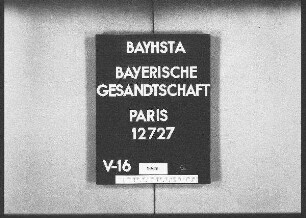 BAYHSTA
BAYERISCHE
GESANDTSCHAFT
PARIS
12727
V-16